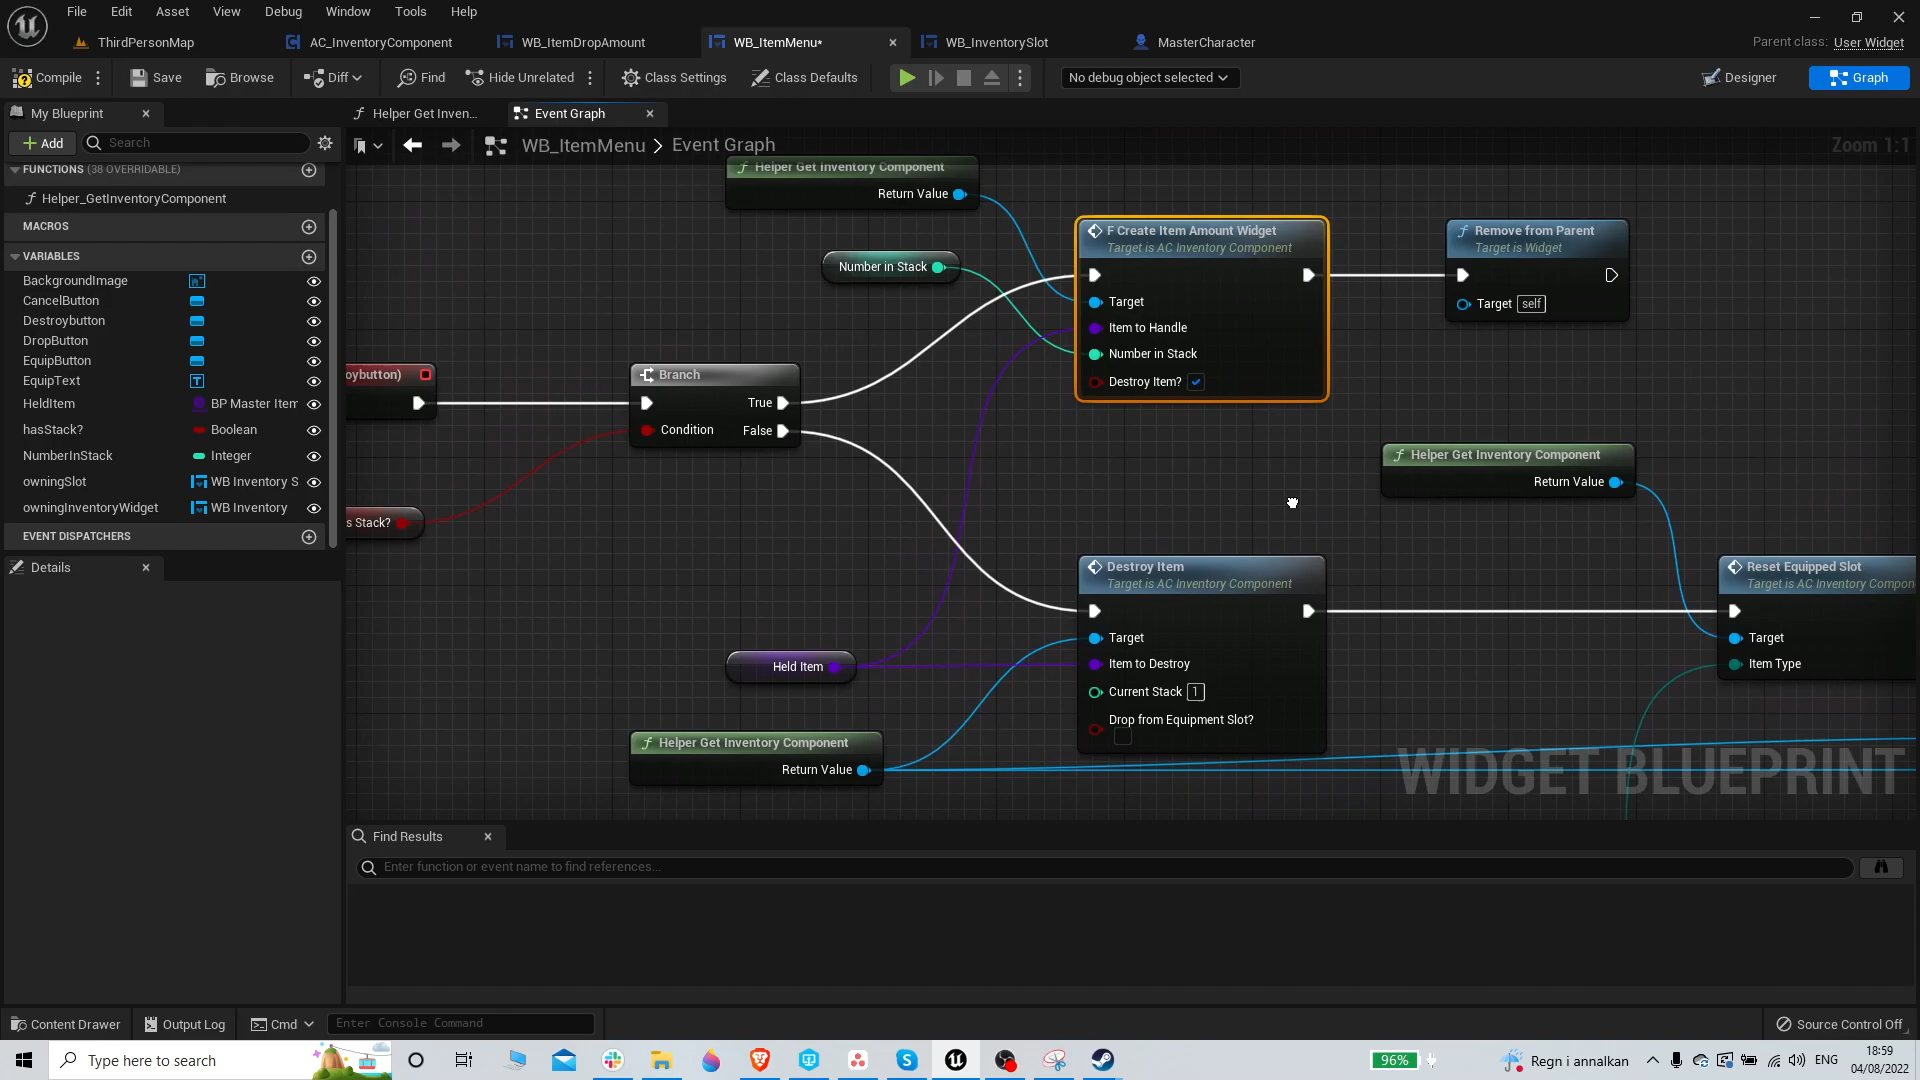 File Edit Asset View Debug Window Tools Help
ThirdPersonMap AC_InventoryComponent WB_ItemDropAmount WB_ItemMenu* WB_InventorySlot MasterCharacter
Parent class: User Widget
Compile Save Browse Diff Find Hide Unrelated Class Settings Class Defaults No debug object selected Designer Graph
My Blueprint
Helper Get Inven... Event Graph
Add Search
WB_ItemMenu > Event Graph
Zoom 1:1
FUNCTIONS (38 OVERRIDABLE)
Helper_GetInventoryComponent
MACROS
VARIABLES
BackgroundImage
CancelButton
Destroybutton
DropButton
EquipButton
EquipText
HeldItem BP Master Item
hasStack? Boolean
NumberInStack Integer
owningSlot WB Inventory S
owningInventoryWidget WB Inventory
EVENT DISPATCHERS
Details
Helper Get Inventory Component
Return Value
Number in Stack
F Create Item Amount Widget
Target is AC Inventory Component
Target
Item to Handle
Number in Stack
Destroy Item?
Remove from Parent
Target is Widget
Target self
oybutton)
Branch
True
Condition False
s Stack?
Helper Get Inventory Component
Return Value
Destroy Item
Target is AC Inventory Component
Target
Item to Destroy
Current Stack 1
Drop from Equipment Slot?
Reset Equipped Slot
Target is AC Inventory Compon
Target
Item Type
Held Item
Helper Get Inventory Component
Return Value
WIDGET BLUEPRINT
Find Results
Enter function or event name to find references...
Content Drawer Output Log Cmd Enter Console Command Source Control Off
Type here to search
96% Regn i annalkan ENG
18:59
04/08/2022